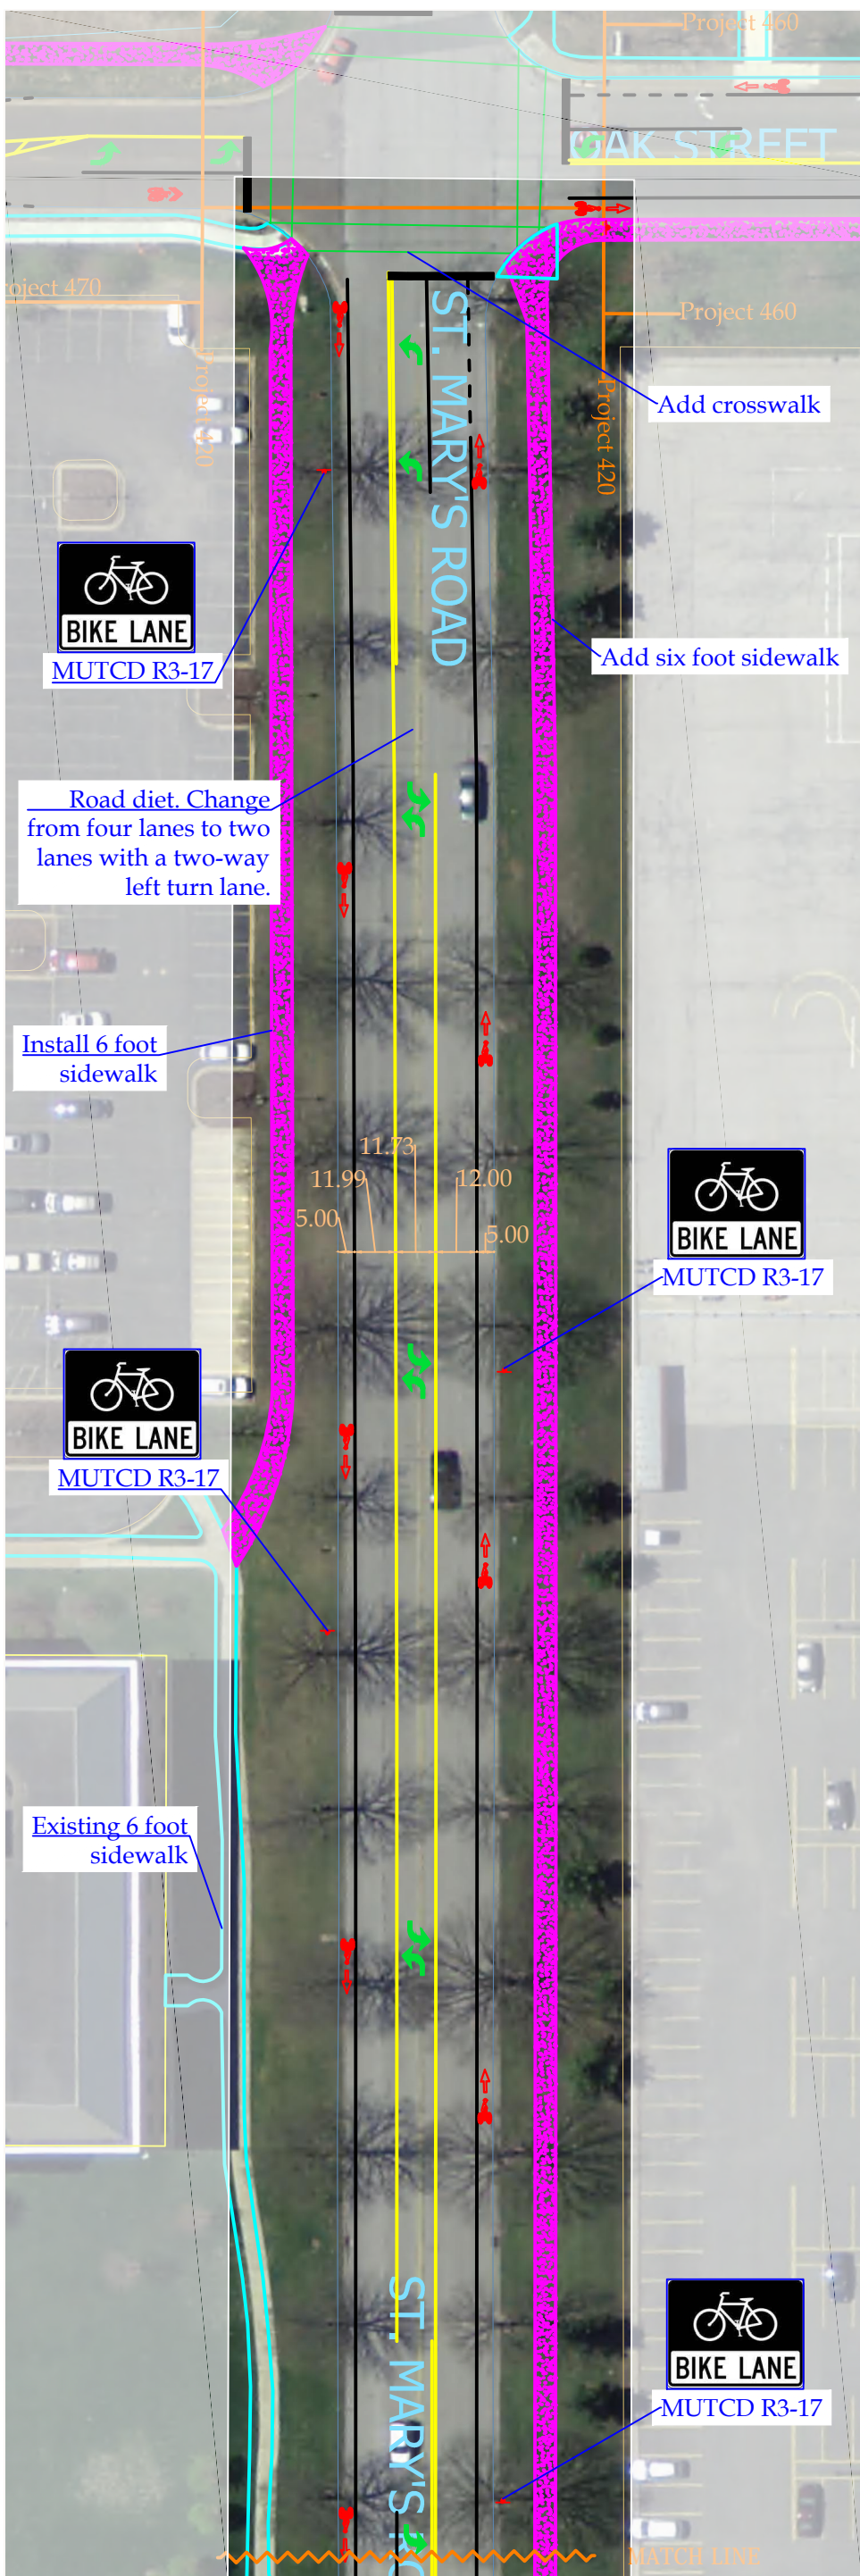 Project 460
OAK STREET
Project 470
Project 460
Project 420
Project 420
ST. MARY'S ROAD
Add crosswalk
BIKE LANE
MUTCD R3-17
Add six foot sidewalk
Road diet. Change
from four lanes to two
lanes with a two-way
left turn lane.
Install 6 foot
sidewalk
11.73
11.99
12.00
5.00
5.00
BIKE LANE
MUTCD R3-17
BIKE LANE
MUTCD R3-17
Existing 6 foot
sidewalk
ST. MARY'S RO
BIKE LANE
MUTCD R3-17
MATCH LINE